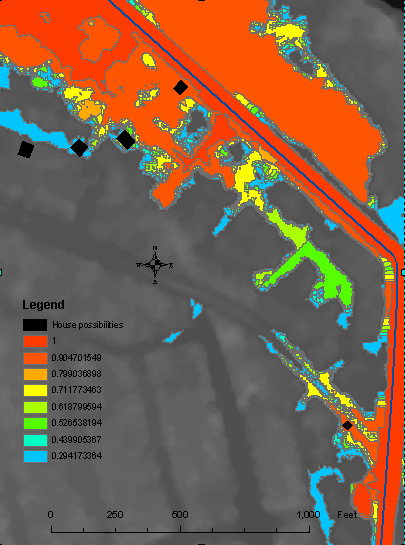 N
S
Legend
House possibilities
1
0.904701549
0.799036898
0.711773463
0.618799594
0.526538194
0.439905367
0.294173364
0 250 500 1,000 Feet